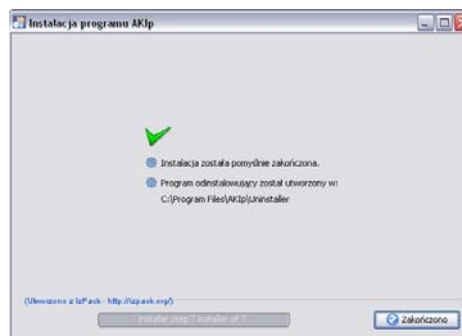 Instalacja programu AKIp
Instalacja została pomyślnie zakończona.
Program odinstalowujący został utworzony w:
C:\Program Files\AKIp\Uninstaller
(Utworzono z IzPack - http://izpack.org/)
installer.step 7 installer.of 7
Zakończono